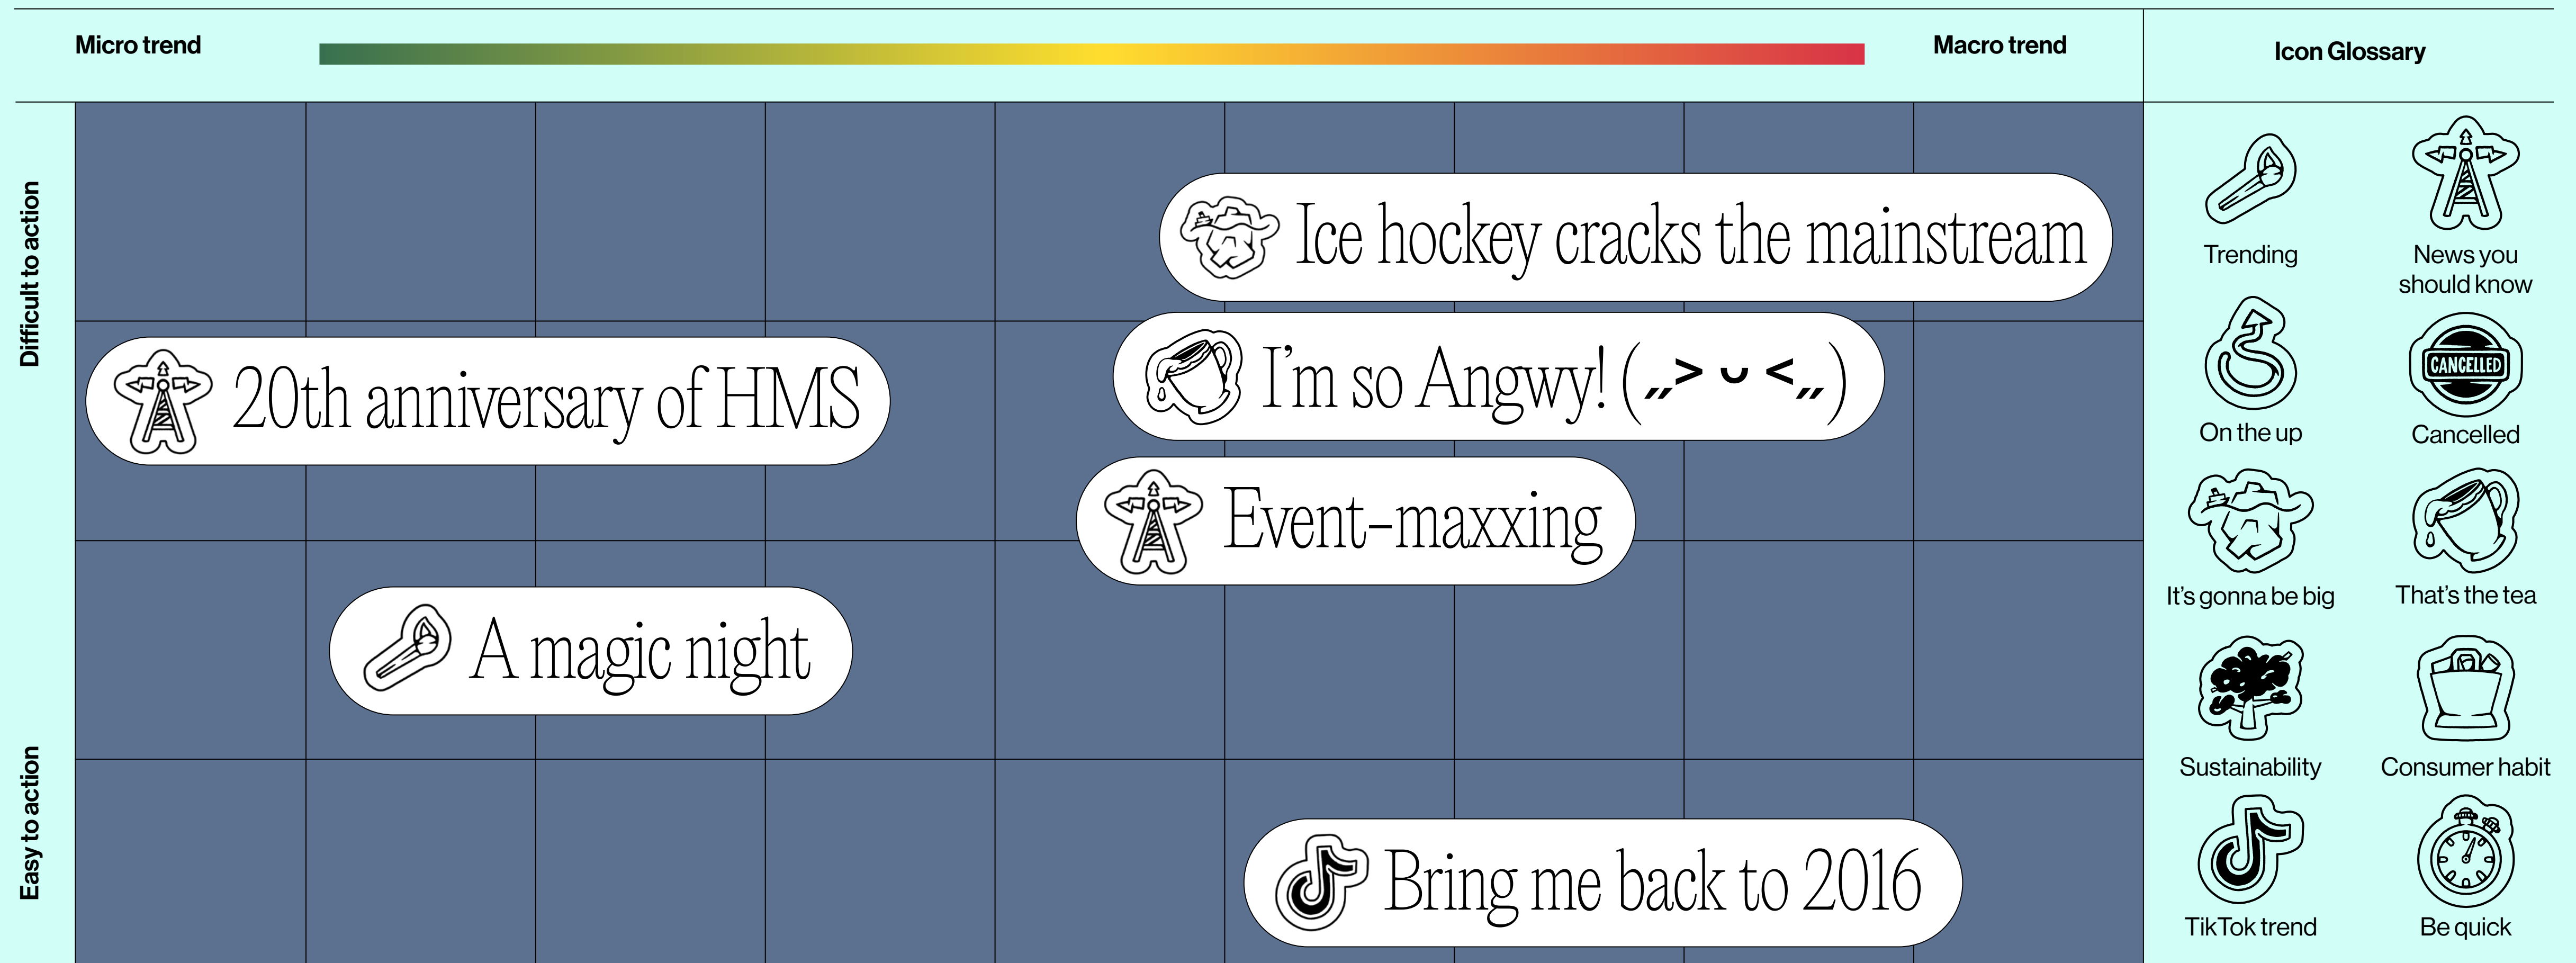 Micro trend
Macro trend
Icon Glossary
Difficult to action
Easy to action
Ice hockey cracks the mainstream
I'm so Angwy! („> ᴗ <„)
20th anniversary of HMS
Event-maxxing
A magic night
Bring me back to 2016
Trending
News you
should know
On the up
CANCELLED
Cancelled
It's gonna be big
That's the tea
Sustainability
Consumer habit
TikTok trend
Be quick